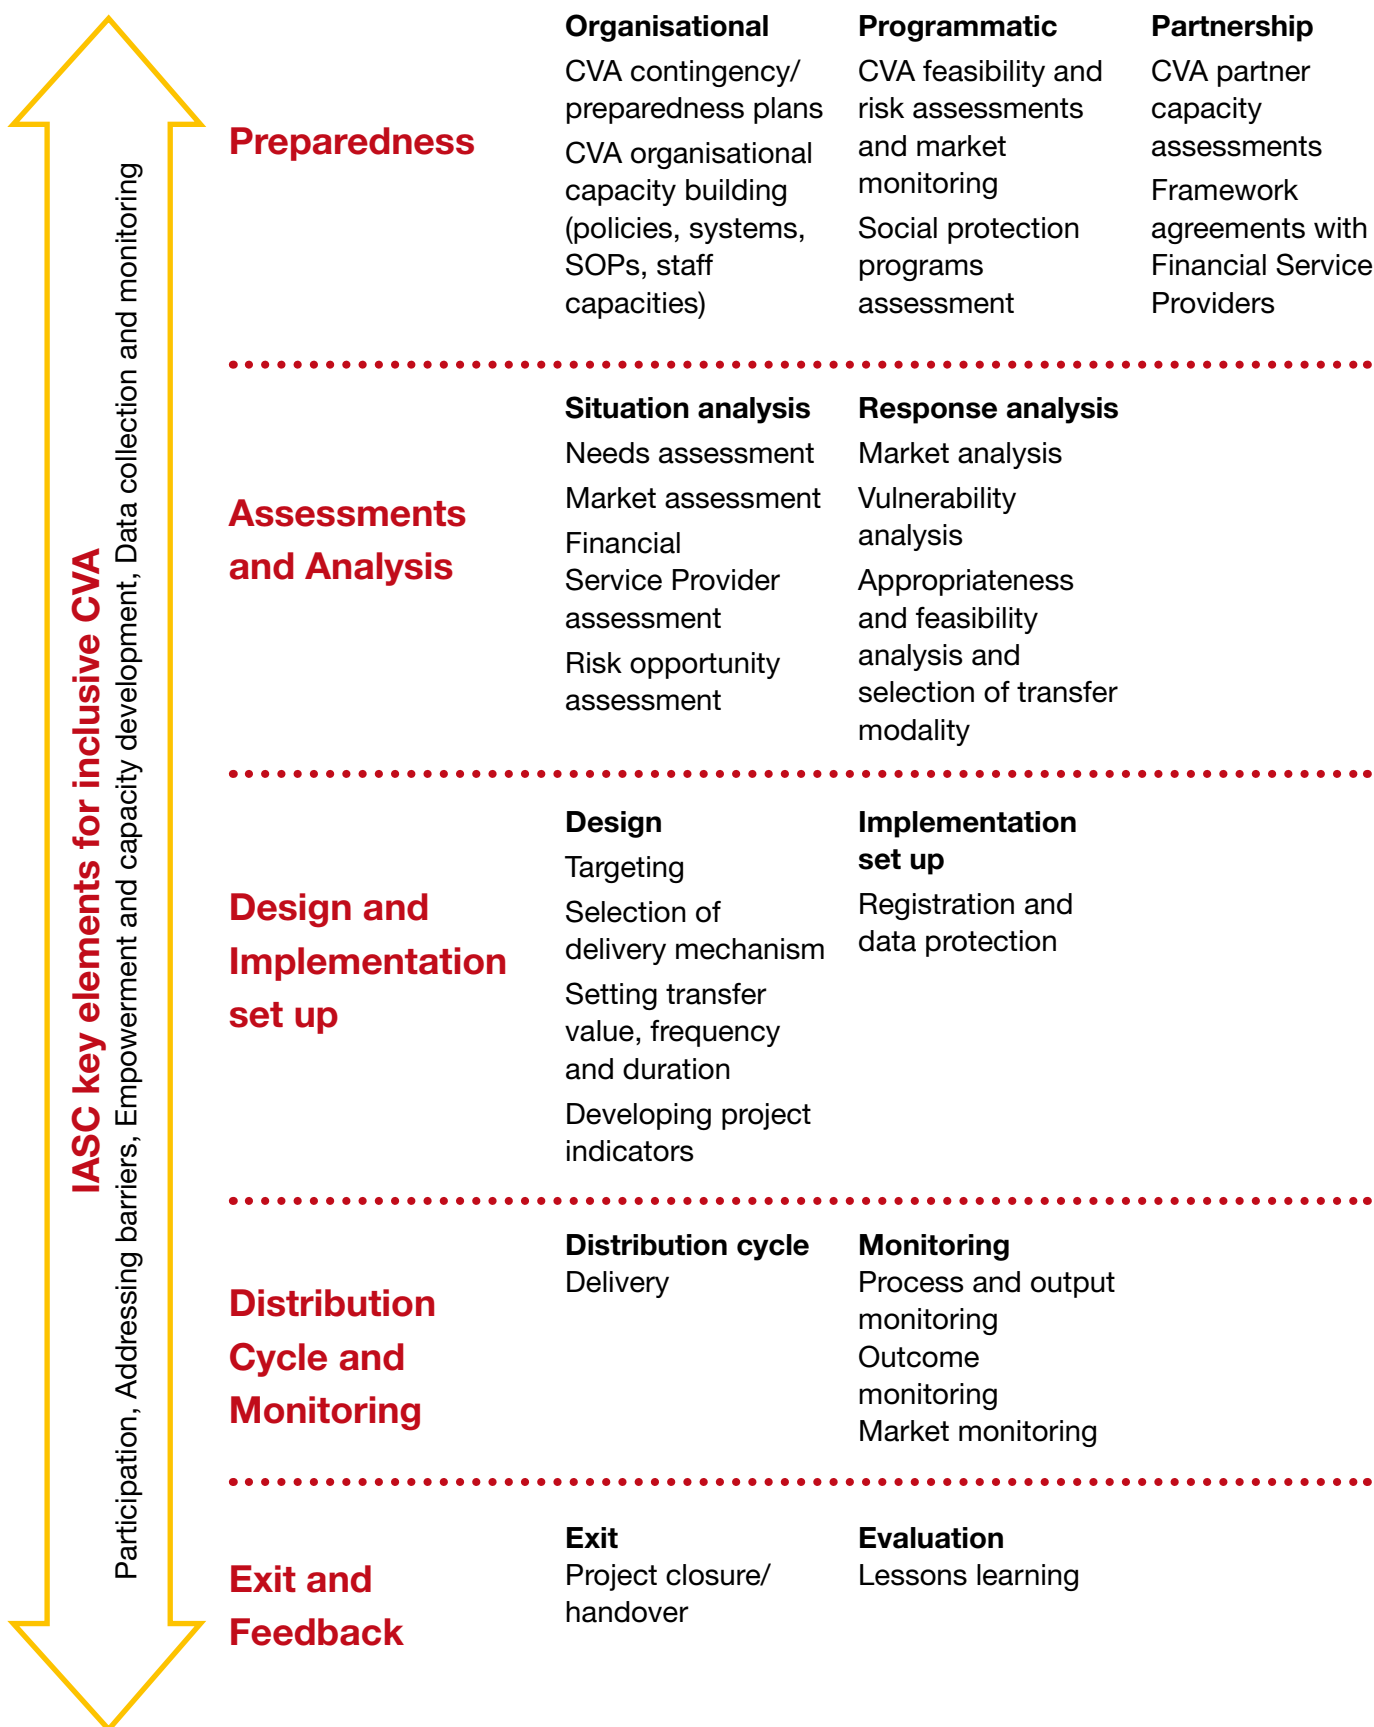 IASC key elements for inclusive CVA
Participation, Addressing barriers, Empowerment and capacity development, Data collection and monitoring
Preparedness
Organisational
CVA contingency/
preparedness plans
CVA organisational
capacity building
(policies, systems,
SOPs, staff
capacities)
Programmatic
CVA feasibility and
risk assessments
and market
monitoring
Social protection
programs
assessment
Partnership
CVA partner
capacity
assessments
Framework
agreements with
Financial Service
Providers
Assessments
and Analysis
Situation analysis
Needs assessment
Market assessment
Financial
Service Provider
assessment
Risk opportunity
assessment
Response analysis
Market analysis
Vulnerability
analysis
Appropriateness
and feasibility
analysis and
selection of transfer
modality
Design and
Implementation
set up
Design
Targeting
Selection of
delivery mechanism
Setting transfer
value, frequency
and duration
Developing project
indicators
Implementation
set up
Registration and
data protection
Distribution
Cycle and
Monitoring
Distribution cycle
Delivery
Monitoring
Process and output
monitoring
Outcome
monitoring
Market monitoring
Exit and
Feedback
Exit
Project closure/
handover
Evaluation
Lessons learning